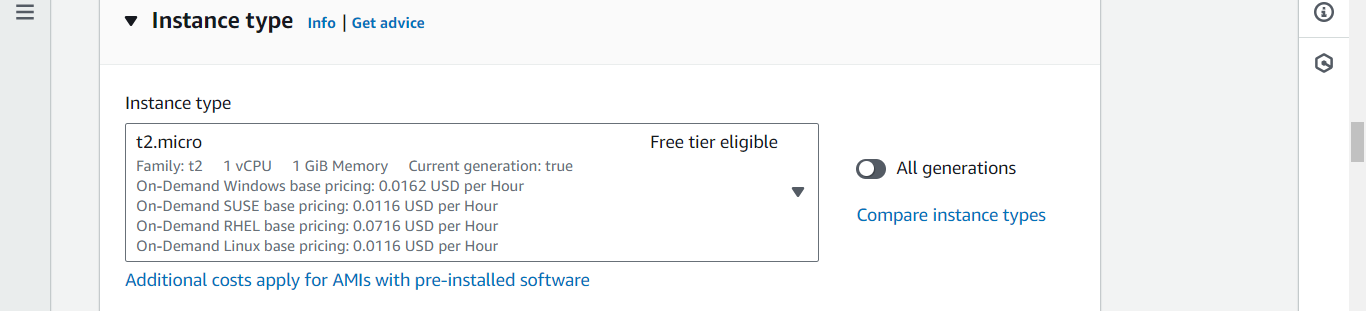 Instance type Info | Get advice
Instance type
t2.micro Free tier eligible
Family: t2 1 vCPU 1 GiB Memory Current generation: true
On-Demand Windows base pricing: 0.0162 USD per Hour
On-Demand SUSE base pricing: 0.0116 USD per Hour
On-Demand RHEL base pricing: 0.0716 USD per Hour
On-Demand Linux base pricing: 0.0116 USD per Hour
All generations
Compare instance types
Additional costs apply for AMIs with pre-installed software